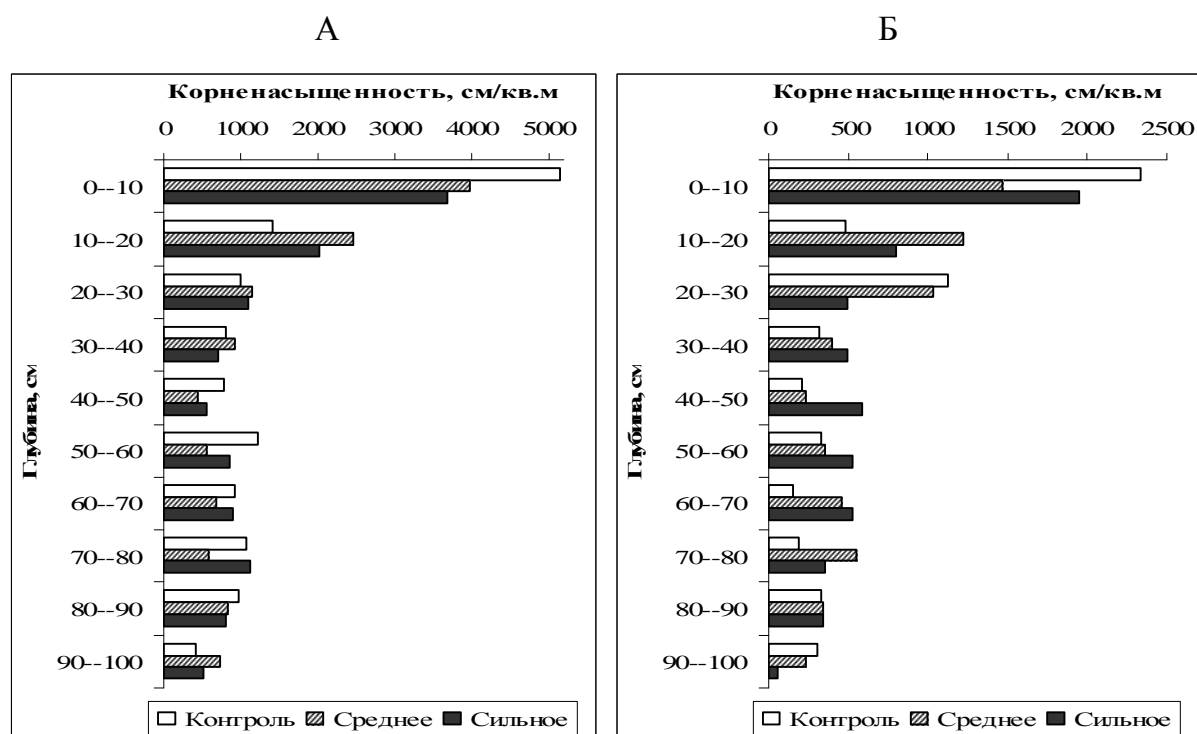 А
Б
Корненасыщенность, см/кв.м
0 1000 2000 3000 4000 5000
0--10
10--20
20--30
30--40
40--50
50--60
60--70
70--80
80--90
90--100
Глубина, см
Контроль Среднее Сильное
Корненасыщенность, см/кв.м
0 500 1000 1500 2000 2500
0--10
10--20
20--30
30--40
40--50
50--60
60--70
70--80
80--90
90--100
Глубина, см
Контроль Среднее Сильное